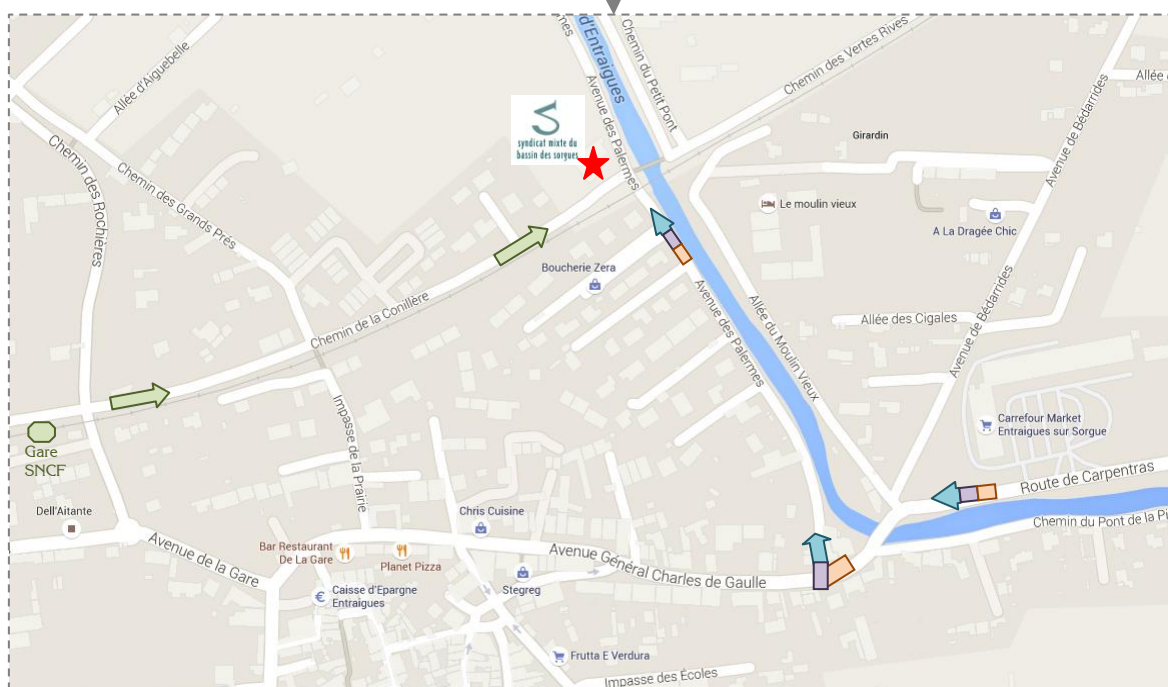 d'Entraigues
Chemin du Petit Pont
Chemin des Vertes Rives
Allée d'Aiguebelle
Avenue des Palermes
syndicat mixte du
bassin des sorgues
Girardin
Avenue de Bédarrides
Chemin des Rochières
Chemin des Grands Prés
Le moulin vieux
A La Dragée Chic
Boucherie Zera
Chemin de la Conillère
Allée du Moulin Vieux
Allée des Cigales
Avenue de Bédarrides
Avenue des Palermes
Impasse de la Prairie
Carrefour Market
Entraigues sur Sorgue
Gare
SNCF
Route de Carpentras
Dell'Aitante
Chris Cuisine
Chemin du Pont de la
Avenue de la Gare
Bar Restaurant
De La Gare
Planet Pizza
Avenue Général Charles de Gaulle
Stegreg
Caisse d'Epargne
Entraigues
Frutta E Verdura
Impasse des Écoles